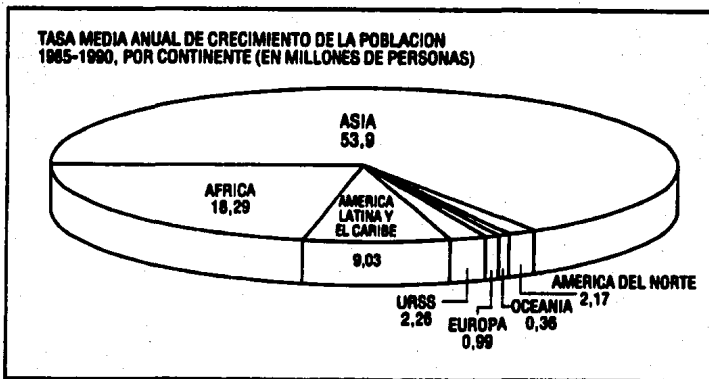 TASA MEDIA ANUAL DE CRECIMIENTO DE LA POBLACION
1985-1990, POR CONTINENTE (EN MILLONES DE PERSONAS)
ASIA
53,9
AFRICA
18,29
AMERICA
LATINA Y
EL CARIBE
9,03
URSS
2,26
EUROPA
0,99
OCEANIA
0,36
AMERICA DEL NORTE
2,17